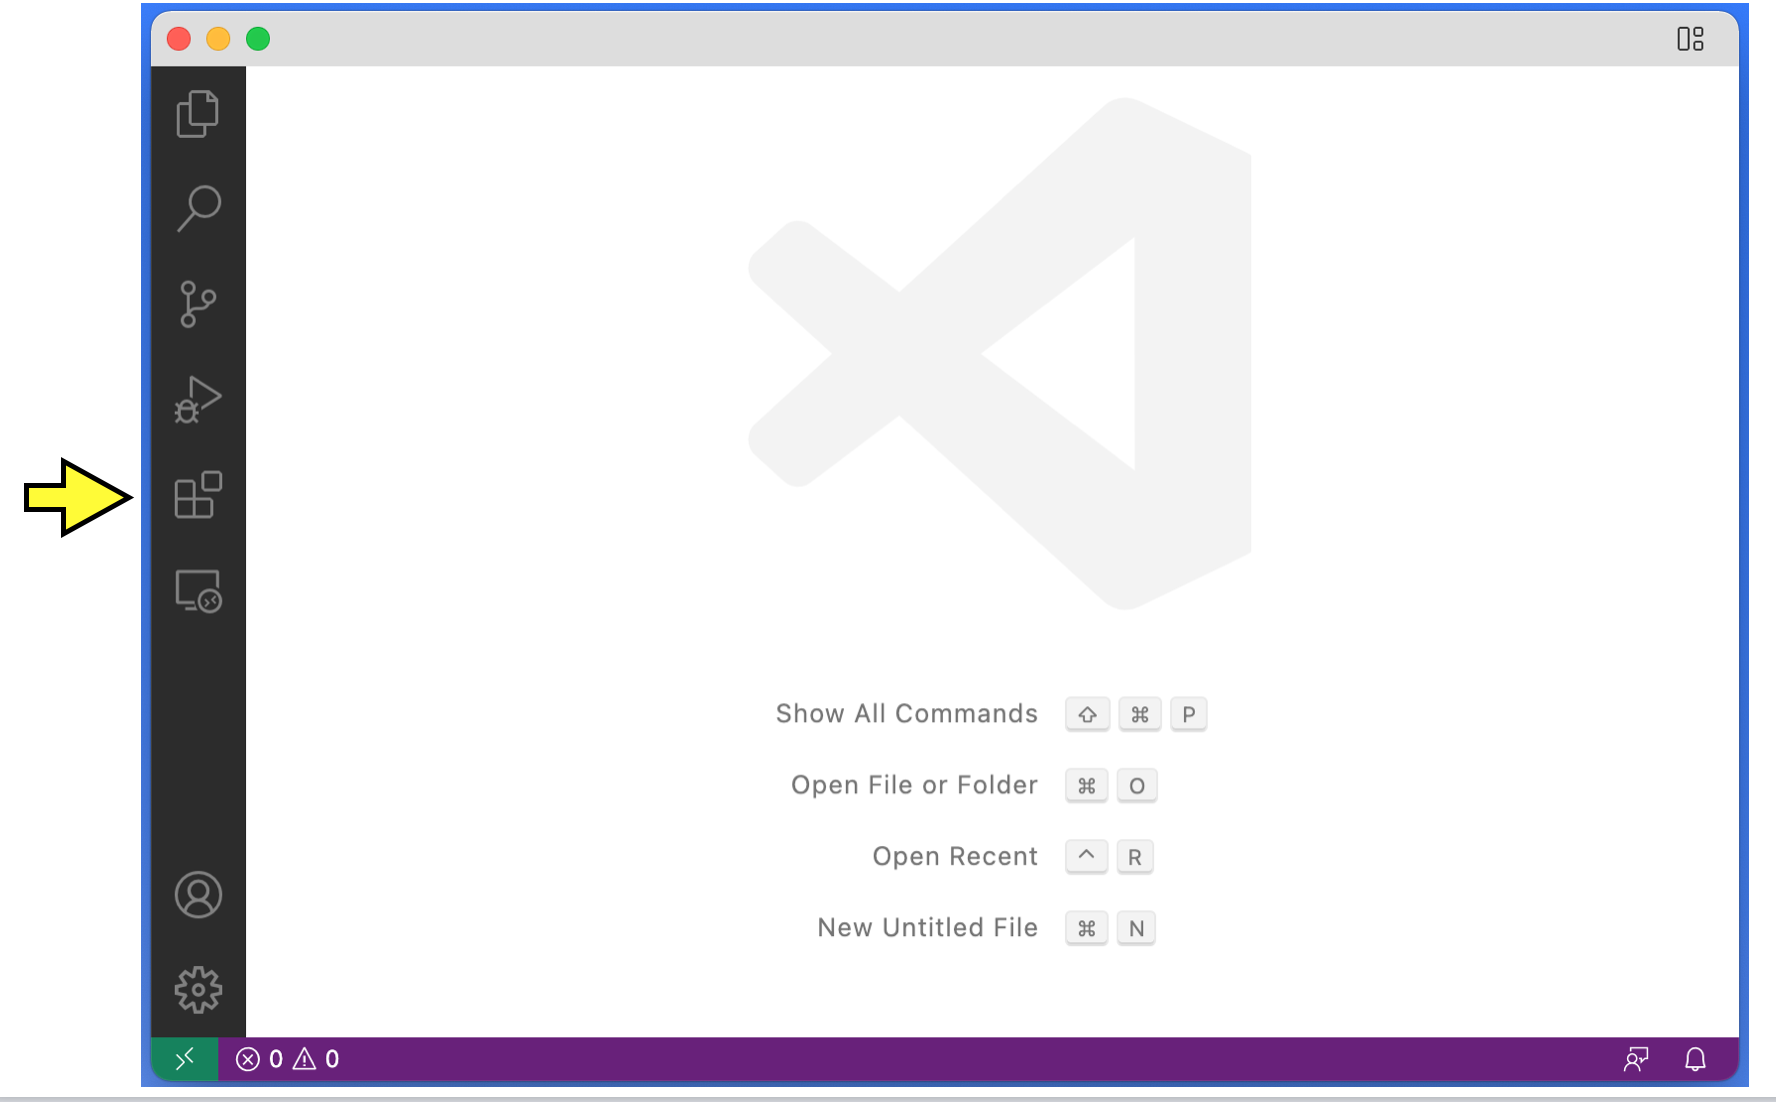 Show All Commands ⇧ ⌘ P
Open File or Folder ⌘ O
Open Recent ^ R
New Untitled File ⌘ N
0 0